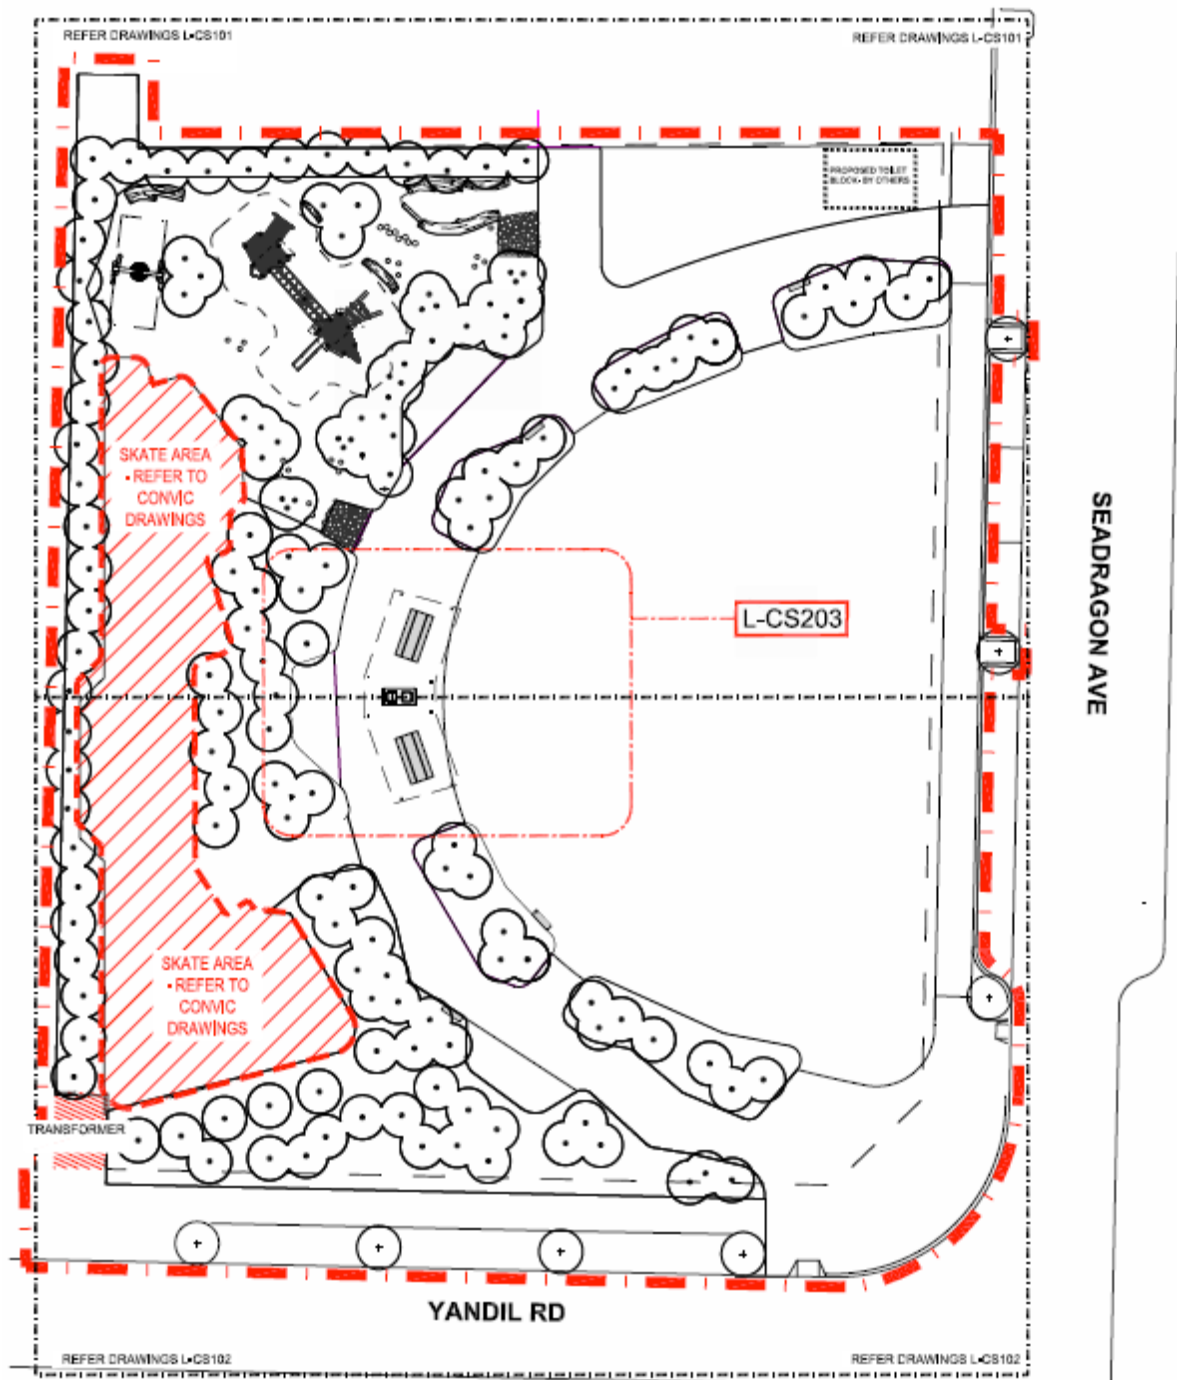 REFER DRAWINGS L-CS101
REFER DRAWINGS L-CS101
PROPOSED TOILET
BLOCK- BY OTHERS
SKATE AREA
- REFER TO
CONVIC
DRAWINGS
L-CS203
SEADRAGON AVE
SKATE AREA
- REFER TO
CONVIC
DRAWINGS
TRANSFORMER
YANDIL RD
REFER DRAWINGS L-CS102
REFER DRAWINGS L-CS102